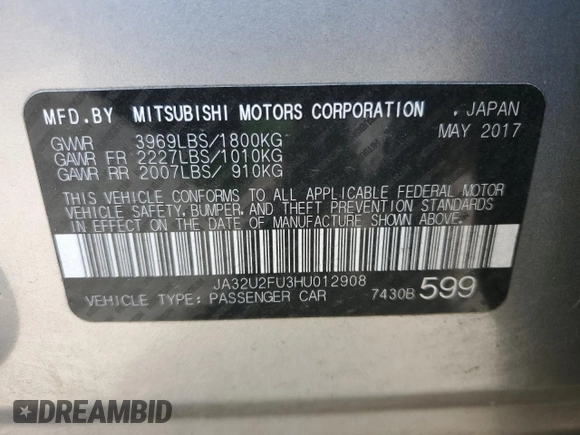 MFD.BY MITSUBISHI MOTORS CORPORATION . JAPAN
GVWR 3969LBS/1800KG MAY 2017
GAWR FR 2227LBS/1010KG
GAWR RR 2007LBS/ 910KG
THIS VEHICLE CONFORMS TO ALL APPLICABLE FEDERAL MOTOR
VEHICLE SAFETY, BUMPER, AND THEFT PREVENTION STANDARDS
IN EFFECT ON THE DATE OF MANUFACTURE SHOWN ABOVE.
JA32U2FU3HU012908
VEHICLE TYPE: PASSENGER CAR 7430B 599
DREAMBID